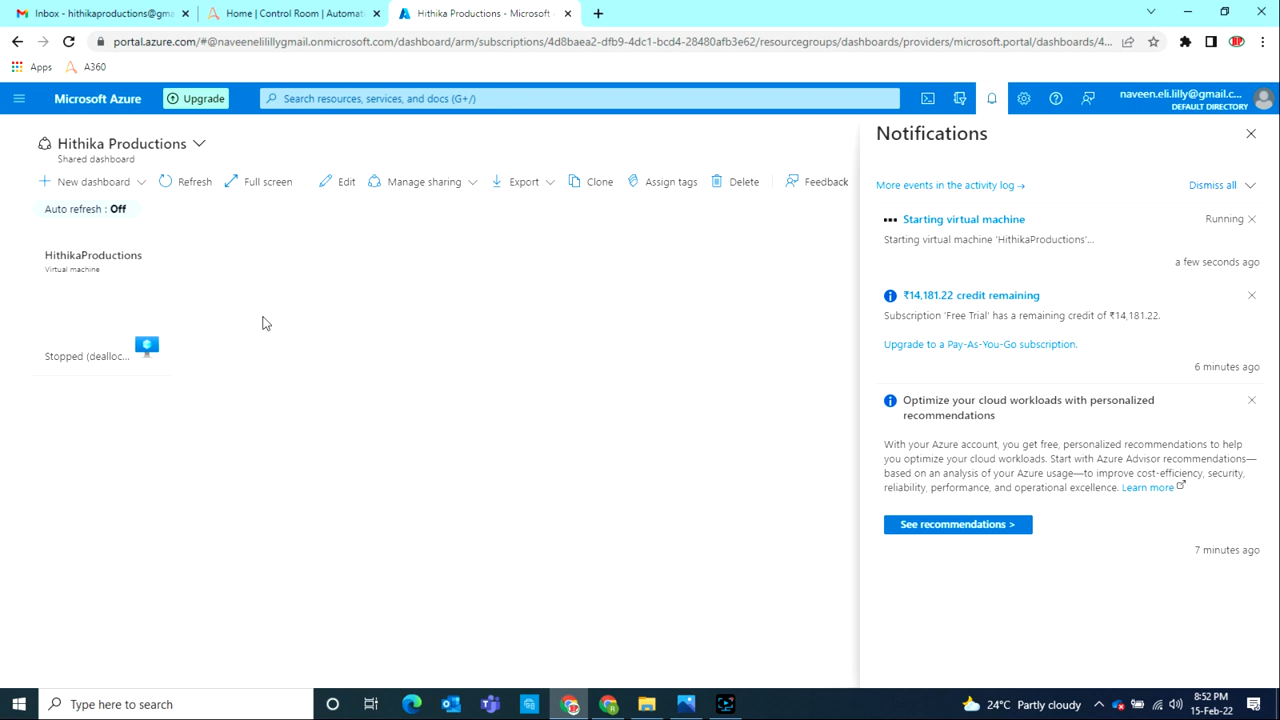 Inbox - hithikaproductions@gma
Home | Control Room | Automat
Hithika Productions - Microsoft
portal.azure.com/#@naveenelilillygmail.onmicrosoft.com/dashboard/arm/subscriptions/4d8baea2-dfb9-4dc1-bcd4-28480afb3e62/resourcegroups/dashboards/providers/microsoft.portal/dashboards/4...
Apps
A360
Microsoft Azure
Upgrade
Search resources, services, and docs (G+/)
naveen.eli.lilly@gmail.c...
DEFAULT DIRECTORY
Hithika Productions
Shared dashboard
New dashboard
Refresh
Full screen
Edit
Manage sharing
Export
Clone
Assign tags
Delete
Feedback
Auto refresh : Off
HithikaProductions
Virtual machine
Stopped (dealloc...
Notifications
More events in the activity log →
Dismiss all
Starting virtual machine
Running
Starting virtual machine 'HithikaProductions'...
a few seconds ago
₹14,181.22 credit remaining
Subscription 'Free Trial' has a remaining credit of ₹14,181.22.
Upgrade to a Pay-As-You-Go subscription.
6 minutes ago
Optimize your cloud workloads with personalized
recommendations
With your Azure account, you get free, personalized recommendations to help
you optimize your cloud workloads. Start with Azure Advisor recommendations—
based on an analysis of your Azure usage—to improve cost-efficiency, security,
reliability, performance, and operational excellence. Learn more
See recommendations >
7 minutes ago
Type here to search
24°C Partly cloudy
8:52 PM
15-Feb-22